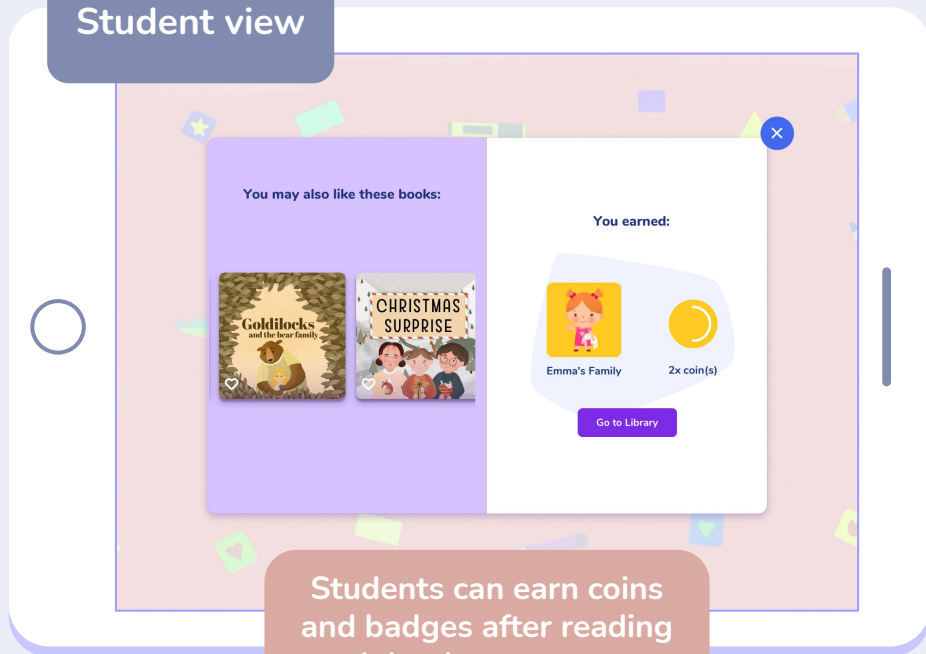 Student view
You may also like these books:
Goldilocks
and the bear family
CHRISTMAS
SURPRISE
You earned:
Emma's Family
2x coin(s)
Go to Library
Students can earn coins
and badges after reading